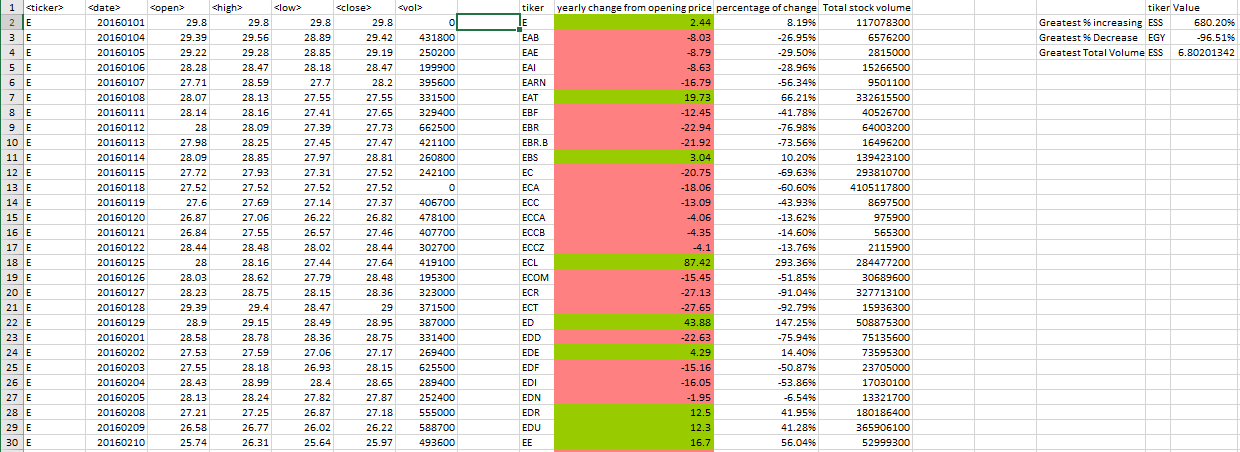 1 <ticker> <date> <open> <high> <low> <close> <vol> tiker yearly change from opening price percentage of change Total stock volume tiker Value
2 E 20160101 29.8 29.8 29.8 29.8 0 E 2.44 8.19% 117078300 Greatest % increasing ESS 680.20%
3 E 20160104 29.39 29.56 28.89 29.42 431800 EAB -8.03 -26.95% 6576200 Greatest % Decrease EGY -96.51%
4 E 20160105 29.22 29.28 28.85 29.19 250200 EAE -8.79 -29.50% 2815000 Greatest Total Volume ESS 6.80201342
5 E 20160106 28.28 28.47 28.18 28.47 199900 EAI -8.63 -28.96% 15266500
6 E 20160107 27.71 28.59 27.7 28.2 395600 EARN -16.79 -56.34% 9501100
7 E 20160108 28.07 28.13 27.55 27.55 331500 EAT 19.73 66.21% 332615500
8 E 20160111 28.14 28.16 27.41 27.65 329400 EBF -12.45 -41.78% 40526700
9 E 20160112 28 28.09 27.39 27.73 662500 EBR -22.94 -76.98% 64003200
10 E 20160113 27.98 28.25 27.45 27.47 421100 EBR.B -21.92 -73.56% 16496200
11 E 20160114 28.09 28.85 27.97 28.81 260800 EBS 3.04 10.20% 139423100
12 E 20160115 27.72 27.93 27.31 27.52 242100 EC -20.75 -69.63% 293810700
13 E 20160118 27.52 27.52 27.52 27.52 0 ECA -18.06 -60.60% 4105117800
14 E 20160119 27.6 27.69 27.14 27.37 406700 ECC -13.09 -43.93% 8697500
15 E 20160120 26.87 27.06 26.22 26.82 478100 ECCA -4.06 -13.62% 975900
16 E 20160121 26.84 27.55 26.57 27.46 407700 ECCB -4.35 -14.60% 565300
17 E 20160122 28.44 28.48 28.02 28.44 302700 ECCZ -4.1 -13.76% 2115900
18 E 20160125 28 28.16 27.44 27.64 419100 ECL 87.42 293.36% 284477200
19 E 20160126 28.03 28.62 27.79 28.48 195300 ECOM -15.45 -51.85% 30689600
20 E 20160127 28.23 28.75 28.15 28.36 323000 ECR -27.13 -91.04% 327713100
21 E 20160128 29.39 29.4 28.47 29 371500 ECT -27.65 -92.79% 15936300
22 E 20160129 28.9 29.15 28.49 28.95 387000 ED 43.88 147.25% 508875300
23 E 20160201 28.58 28.78 28.36 28.75 331400 EDD -22.63 -75.94% 75135600
24 E 20160202 27.53 27.59 27.06 27.17 269400 EDE 4.29 14.40% 73595300
25 E 20160203 27.55 28.18 26.93 28.15 625500 EDF -15.16 -50.87% 23705000
26 E 20160204 28.43 28.99 28.4 28.65 289400 EDI -16.05 -53.86% 17030100
27 E 20160205 28.13 28.24 27.82 27.87 252400 EDN -1.95 -6.54% 13321700
28 E 20160208 27.21 27.25 26.87 27.18 555000 EDR 12.5 41.95% 180186400
29 E 20160209 26.58 26.77 26.02 26.22 588700 EDU 12.3 41.28% 365906100
30 E 20160210 25.74 26.31 25.64 25.97 493600 EE 16.7 56.04% 52999300